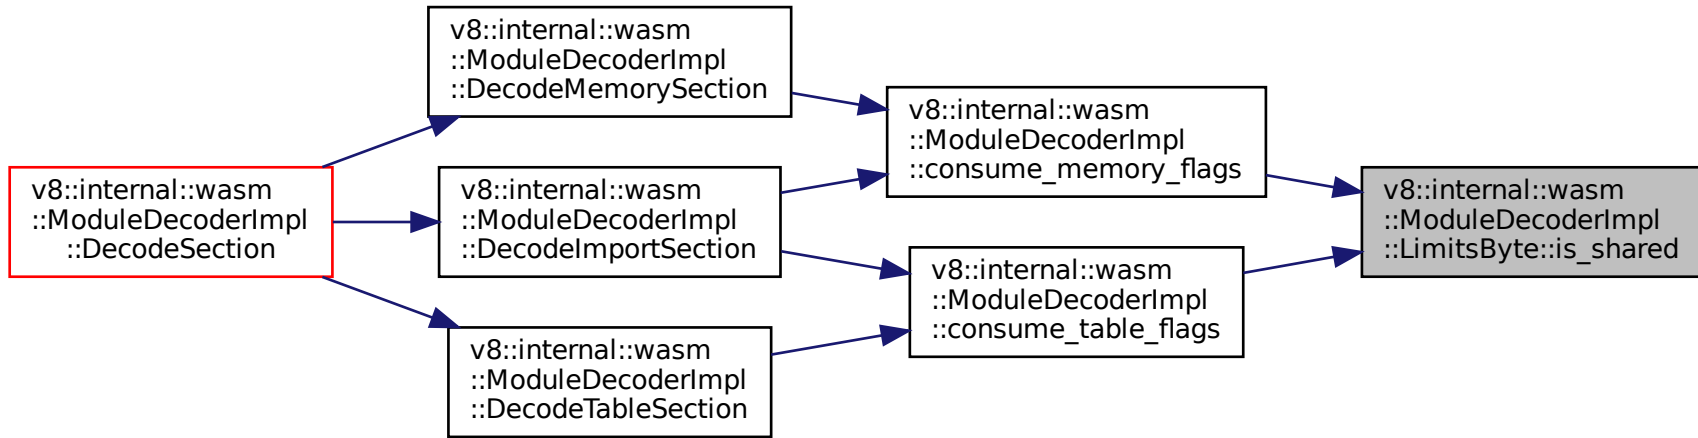 v8::internal::wasm
::ModuleDecoderImpl
::DecodeSection
v8::internal::wasm
::ModuleDecoderImpl
::DecodeMemorySection
v8::internal::wasm
::ModuleDecoderImpl
::DecodeImportSection
v8::internal::wasm
::ModuleDecoderImpl
::DecodeTableSection
v8::internal::wasm
::ModuleDecoderImpl
::consume_memory_flags
v8::internal::wasm
::ModuleDecoderImpl
::consume_table_flags
v8::internal::wasm
::ModuleDecoderImpl
::LimitsByte::is_shared